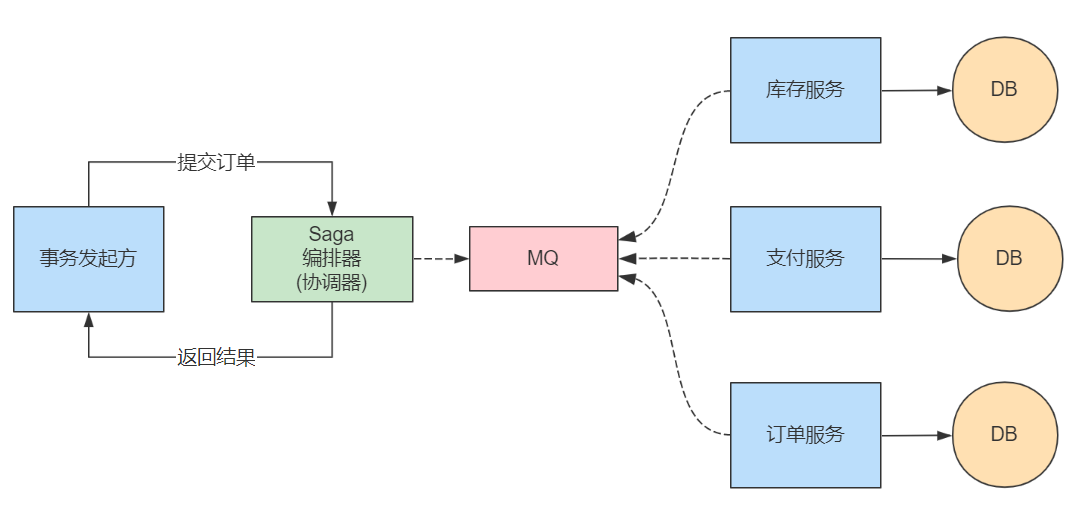 提交订单
事务发起方
Saga
编排器
(协调器)
返回结果
MQ
库存服务
DB
支付服务
DB
订单服务
DB